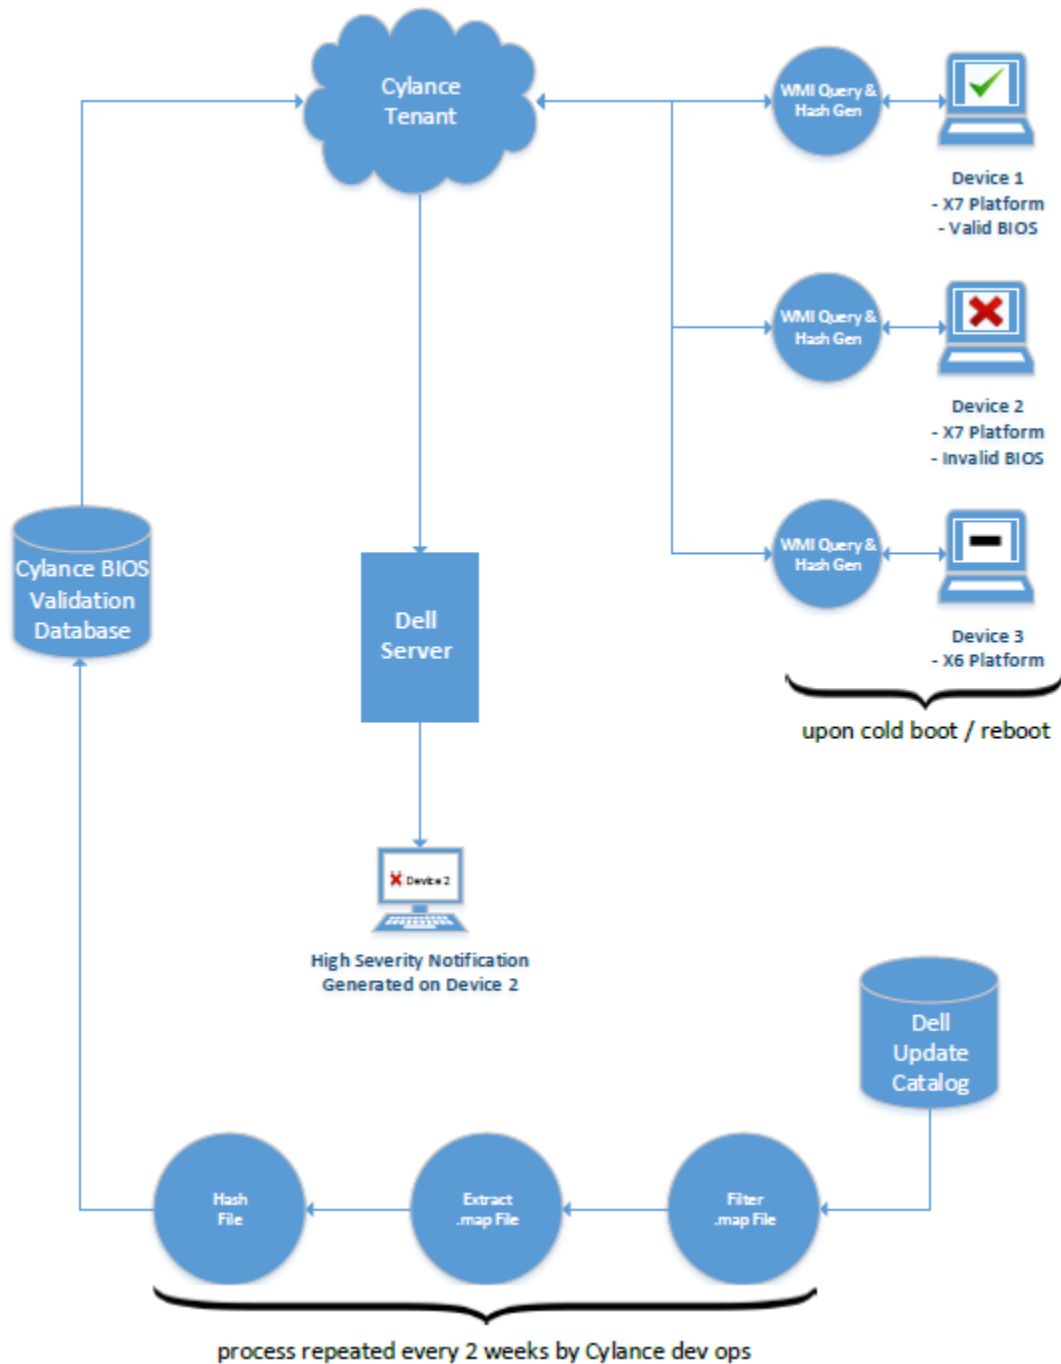 Cylance
Tenant
WMI Query &
Hash Gen
Device 1
- X7 Platform
- Valid BIOS
WMI Query &
Hash Gen
Device 2
- X7 Platform
- Invalid BIOS
WMI Query &
Hash Gen
Device 3
- X6 Platform
upon cold boot / reboot
Cylance BIOS
Validation
Database
Dell
Server
Device 2
High Severity Notification
Generated on Device 2
Dell
Update
Catalog
Hash
File
Extract
.map File
Filter
.map File
process repeated every 2 weeks by Cylance dev ops